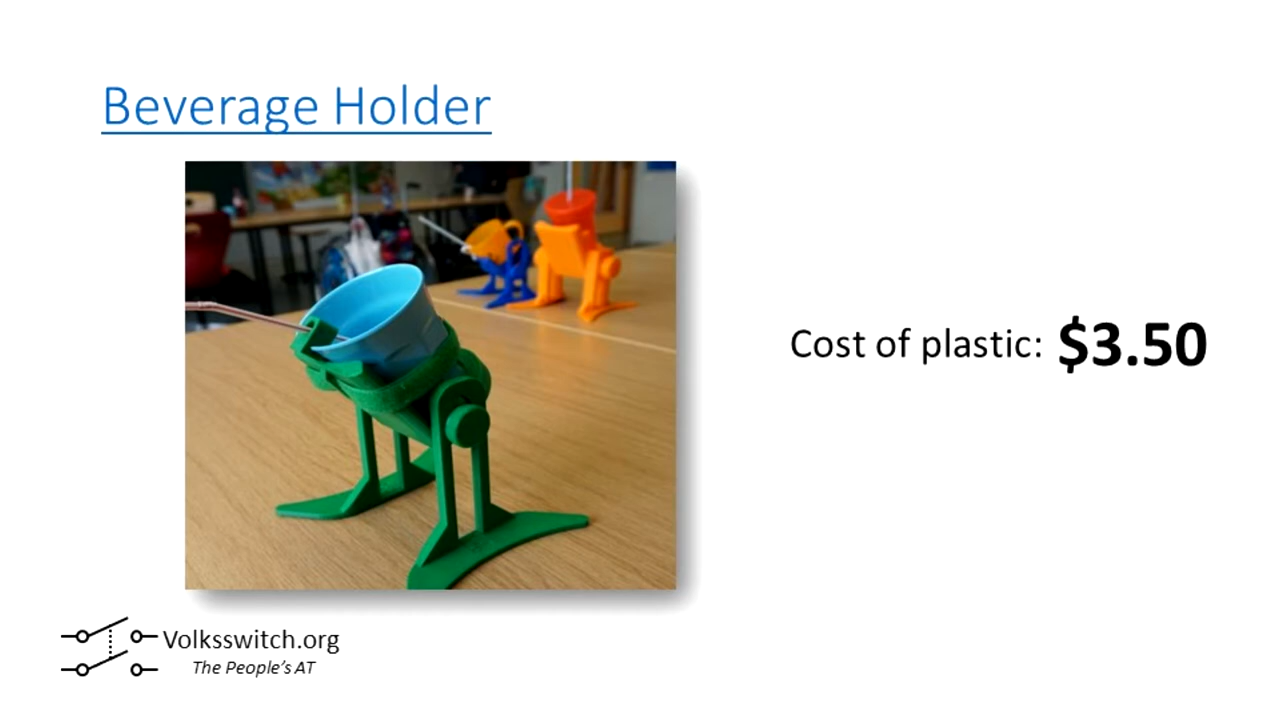 Beverage Holder
Cost of plastic: $3.50
Volksswitch.org
The People's AT